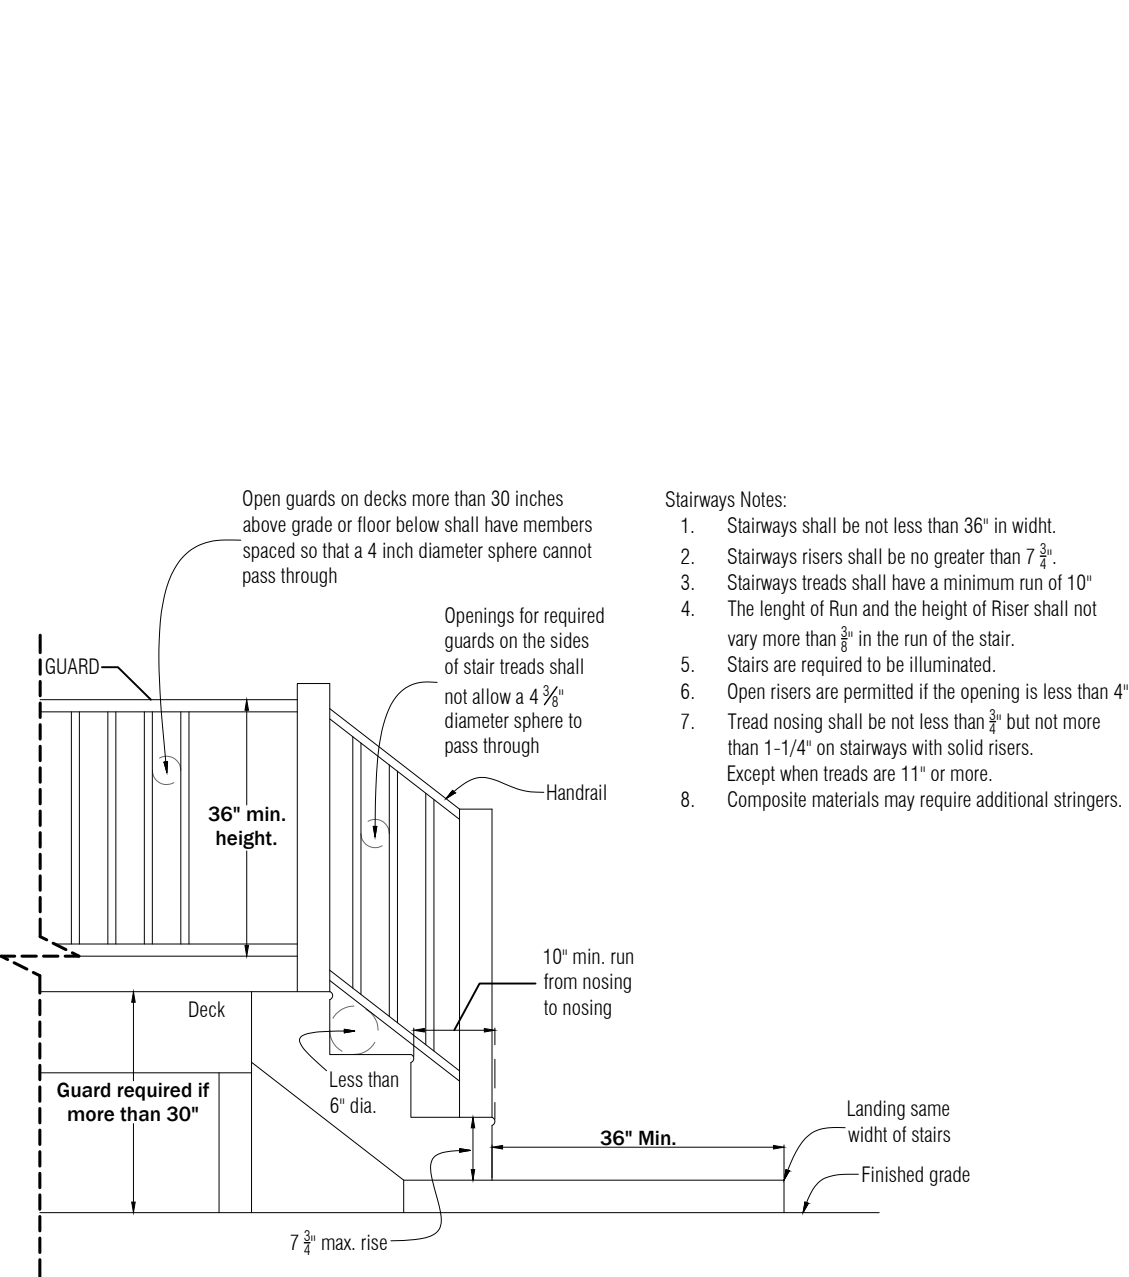 Open guards on decks more than 30 inches
above grade or floor below shall have members
spaced so that a 4 inch diameter sphere cannot
pass through
Openings for required
guards on the sides
of stair treads shall
not allow a 4 3/8"
diameter sphere to
pass through
GUARD
Handrail
36" min.
height.
10" min. run
from nosing
to nosing
Deck
Guard required if
more than 30"
Less than
6" dia.
36" Min.
Landing same
widht of stairs
Finished grade
7 3/4" max. rise
Stairways Notes:
1. Stairways shall be not less than 36" in widht.
2. Stairways risers shall be no greater than 7 3/4".
3. Stairways treads shall have a minimum run of 10"
4. The lenght of Run and the height of Riser shall not
vary more than 3/8" in the run of the stair.
5. Stairs are required to be illuminated.
6. Open risers are permitted if the opening is less than 4"
7. Tread nosing shall be not less than 3/4" but not more
than 1-1/4" on stairways with solid risers.
Except when treads are 11" or more.
8. Composite materials may require additional stringers.